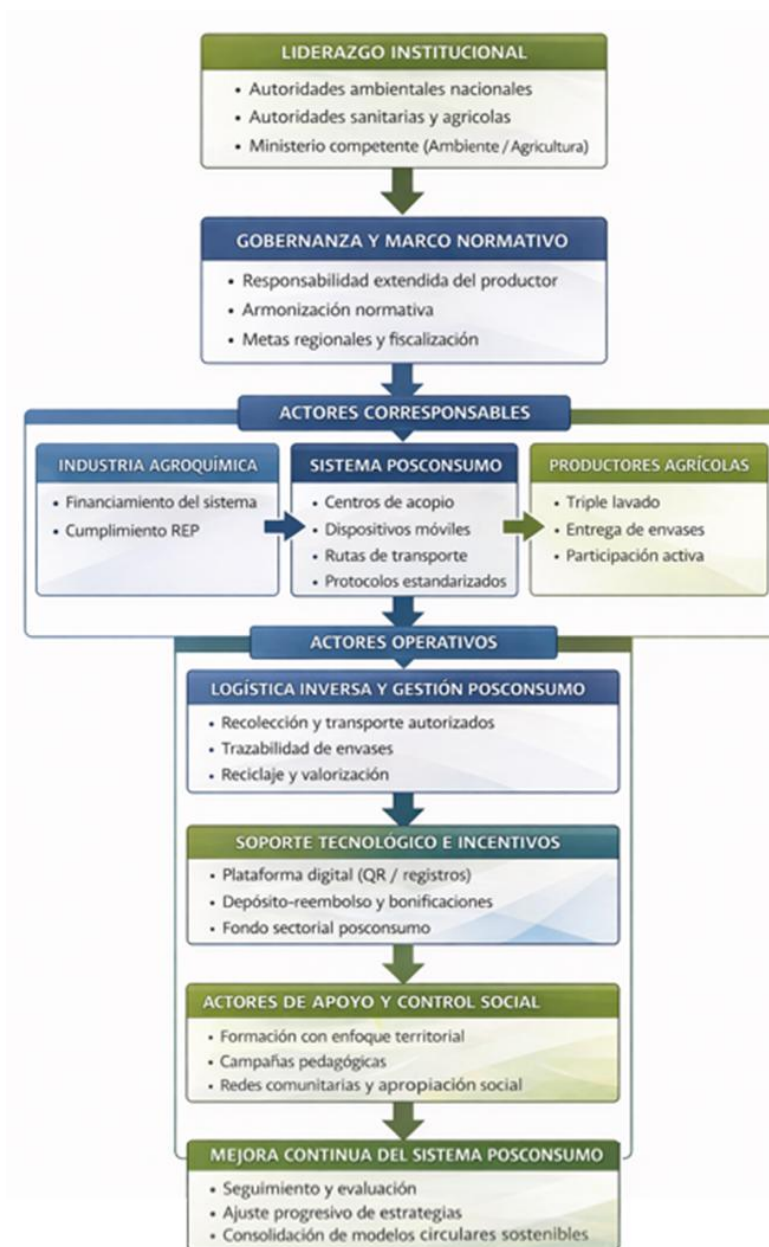 LIDERAZGO INSTITUCIONAL
• Autoridades ambientales nacionales
• Autoridades sanitarias y agricolas
• Ministerio competente (Ambiente / Agricultura)
GOBERNANZA Y MARCO NORMATIVO
• Responsabilidad extendida del productor
• Armonización normativa
• Metas regionales y fiscalización
ACTORES CORRESPONSABLES
INDUSTRIA AGROQUÍMICA
• Financiamiento del sistema
• Cumplimiento REP
SISTEMA POSCONSUMO
• Centros de acopio
• Dispositivos móviles
• Rutas de transporte
• Protocolos estandarizados
PRODUCTORES AGRÍCOLAS
• Triple lavado
• Entrega de envases
• Participación activa
ACTORES OPERATIVOS
LOGÍSTICA INVERSA Y GESTIÓN POSCONSUMO
• Recolección y transporte autorizados
• Trazabilidad de envases
• Reciclaje y valorización
SOPORTE TECNOLÓGICO E INCENTIVOS
• Plataforma digital (QR / registros)
• Depósito-reembolso y bonificaciones
• Fondo sectorial posconsumo
ACTORES DE APOYO Y CONTROL SOCIAL
• Formación con enfoque territorial
• Campañas pedagógicas
• Redes comunitarias y apropiación social
MEJORA CONTINUA DEL SISTEMA POSCONSUMO
• Seguimiento y evaluación
• Ajuste progresivo de estrategias
• Consolidación de modelos circulares sostenibles